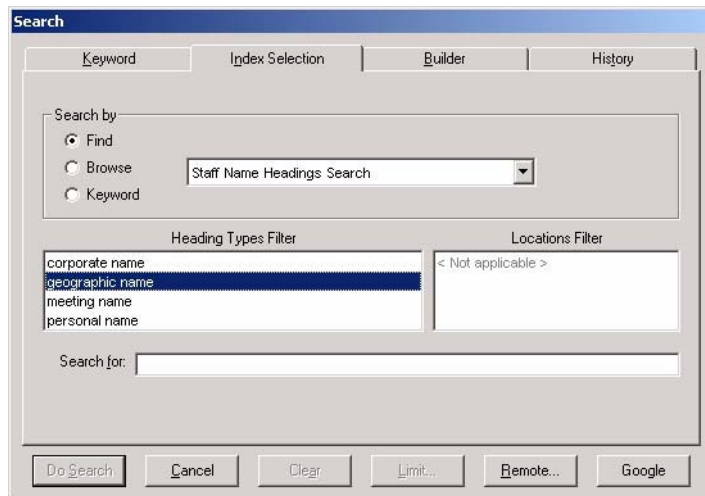 Search
Keyword Index Selection Builder History
Search by
Find
Browse
Staff Name Headings Search
Keyword
Heading Types Filter Locations Filter
corporate name < Not applicable >
geographic name
meeting name
personal name
Search for:
Do Search Cancel Clear Limit... Remote... Google